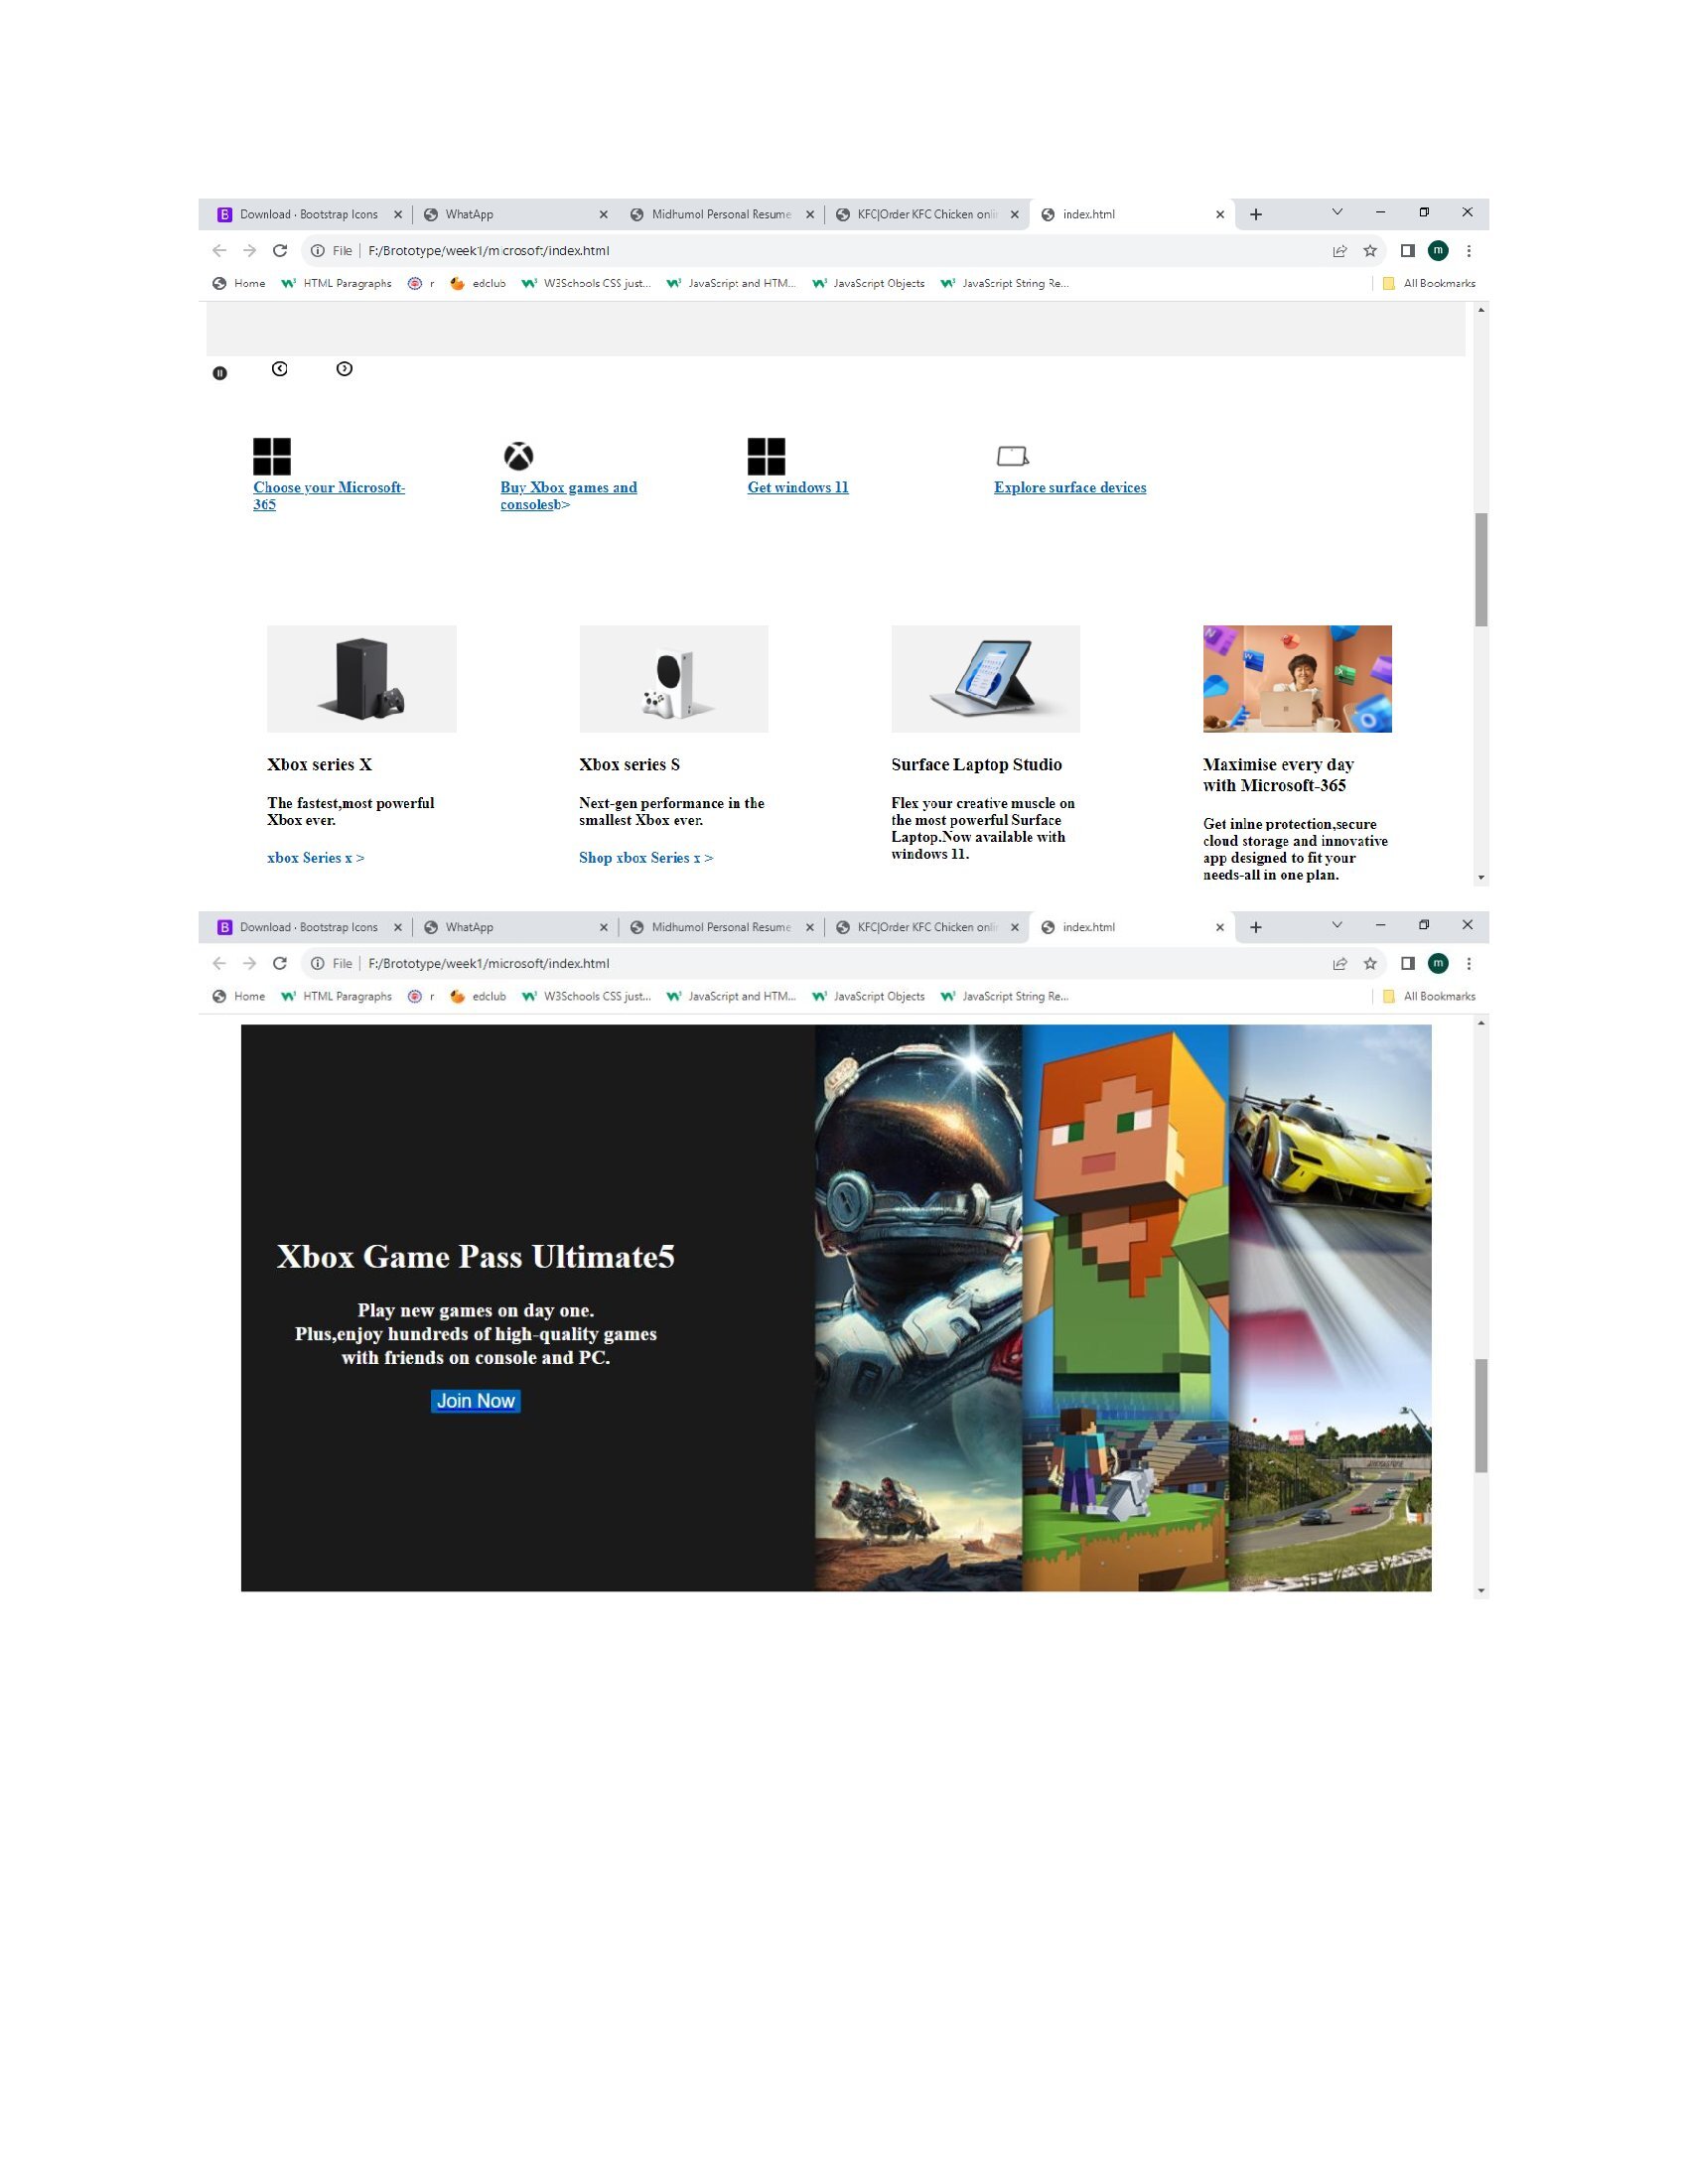 Download · Bootstrap Icons
WhatApp
Midhumol Personal Resume
KFC|Order KFC Chicken onli
index.html
File | F:/Brototype/week1/microsoft/index.html
Home
HTML Paragraphs
r
edclub
W3Schools CSS just...
JavaScript and HTM...
JavaScript Objects
JavaScript String Re...
All Bookmarks
Choose your Microsoft-
365
Buy Xbox games and
consolesb>
Get windows 11
Explore surface devices
Xbox series X
The fastest,most powerful
Xbox ever.
xbox Series x >
Xbox series S
Next-gen performance in the
smallest Xbox ever.
Shop xbox Series x >
Surface Laptop Studio
Flex your creative muscle on
the most powerful Surface
Laptop.Now available with
windows 11.
Maximise every day
with Microsoft-365
Get inlne protection,secure
cloud storage and innovative
app designed to fit your
needs-all in one plan.
Download · Bootstrap Icons
WhatApp
Midhumol Personal Resume
KFC|Order KFC Chicken onli
index.html
File | F:/Brototype/week1/microsoft/index.html
Home
HTML Paragraphs
r
edclub
W3Schools CSS just...
JavaScript and HTM...
JavaScript Objects
JavaScript String Re...
All Bookmarks
Xbox Game Pass Ultimate5
Play new games on day one.
Plus,enjoy hundreds of high-quality games
with friends on console and PC.
Join Now